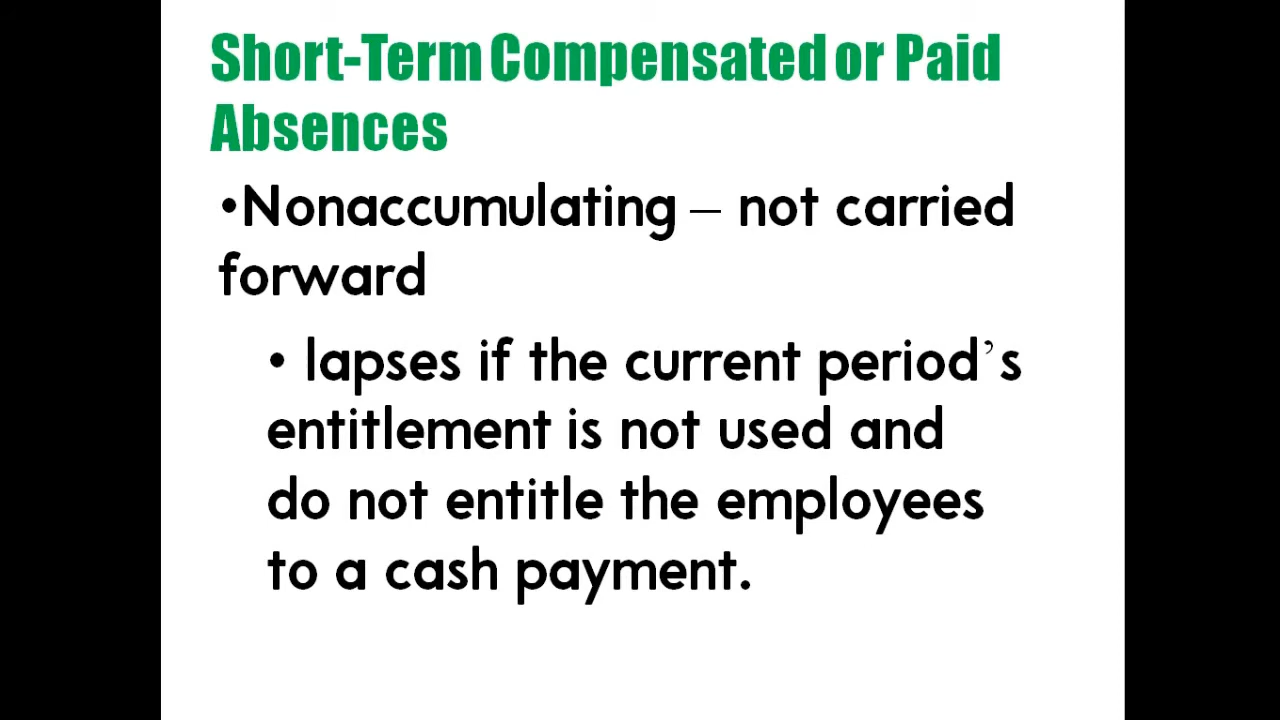 Short-Term Compensated or Paid
Absences
•Nonaccumulating – not carried
forward
• lapses if the current period’s
entitlement is not used and
do not entitle the employees
to a cash payment.